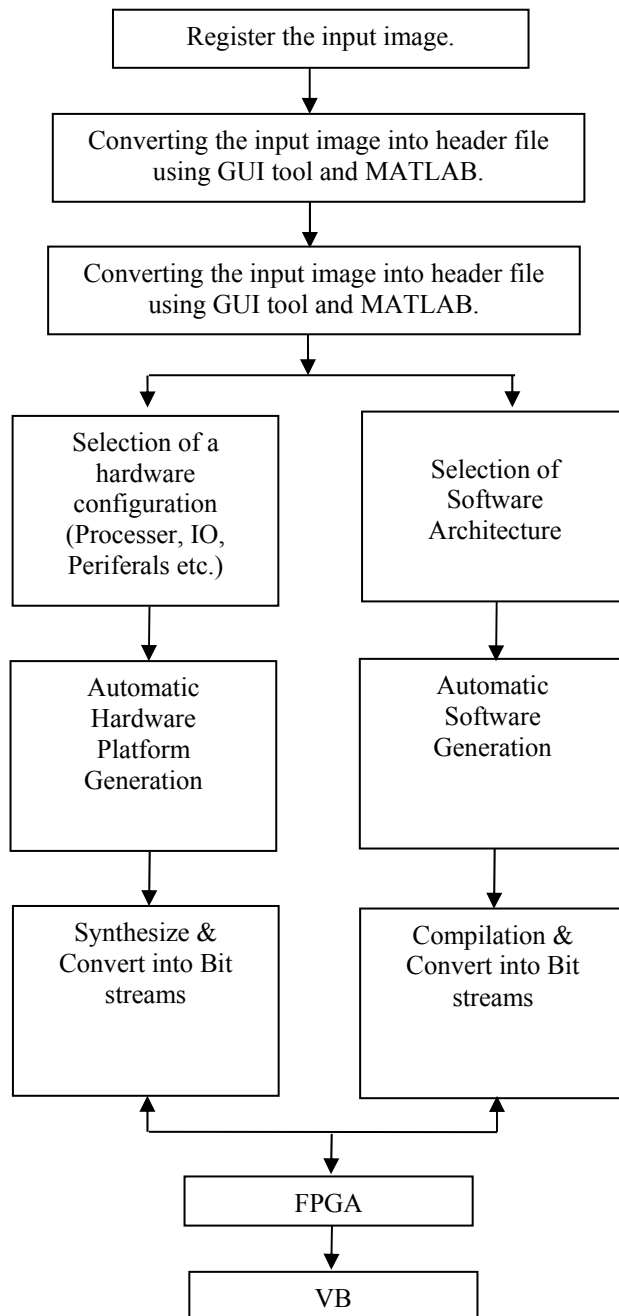 Register the input image.
Converting the input image into header file
using GUI tool and MATLAB.
Converting the input image into header file
using GUI tool and MATLAB.
Selection of a
hardware
configuration
(Processer, IO,
Periferals etc.)
Selection of
Software
Architecture
Automatic
Hardware
Platform
Generation
Automatic
Software
Generation
Synthesize &
Convert into Bit
streams
Compilation &
Convert into Bit
streams
FPGA
VB